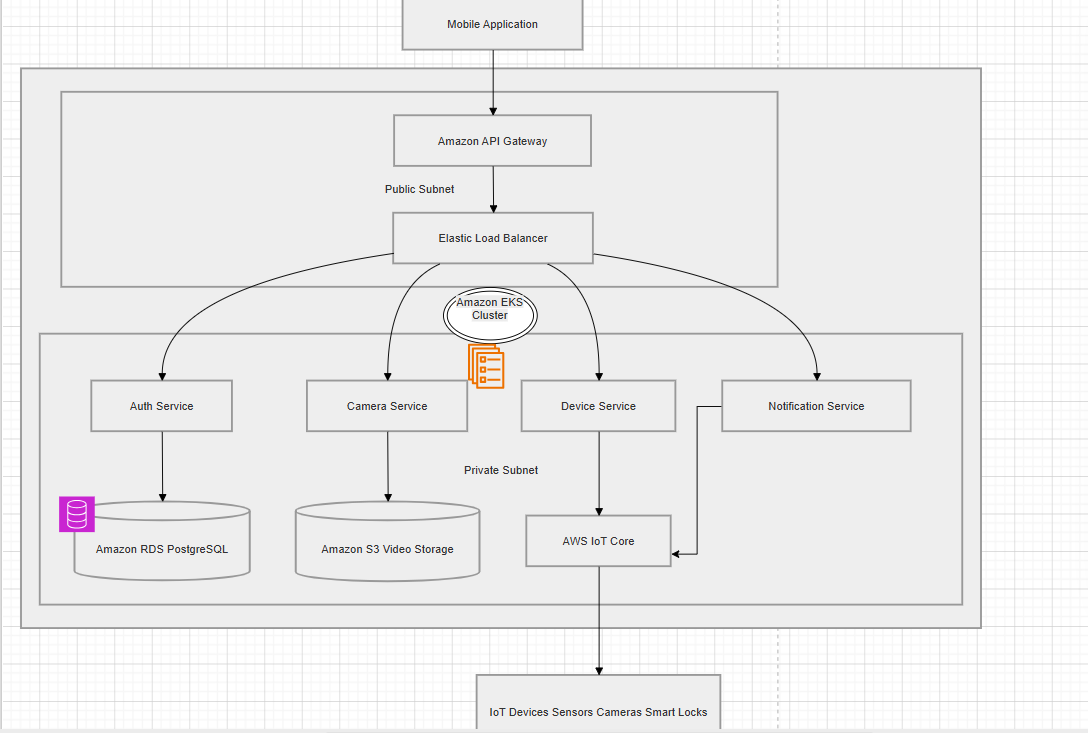 Mobile Application
Amazon API Gateway
Public Subnet
Elastic Load Balancer
Amazon EKS
Cluster
Auth Service
Camera Service
Device Service
Notification Service
Private Subnet
Amazon RDS PostgreSQL
Amazon S3 Video Storage
AWS IoT Core
IoT Devices Sensors Cameras Smart Locks